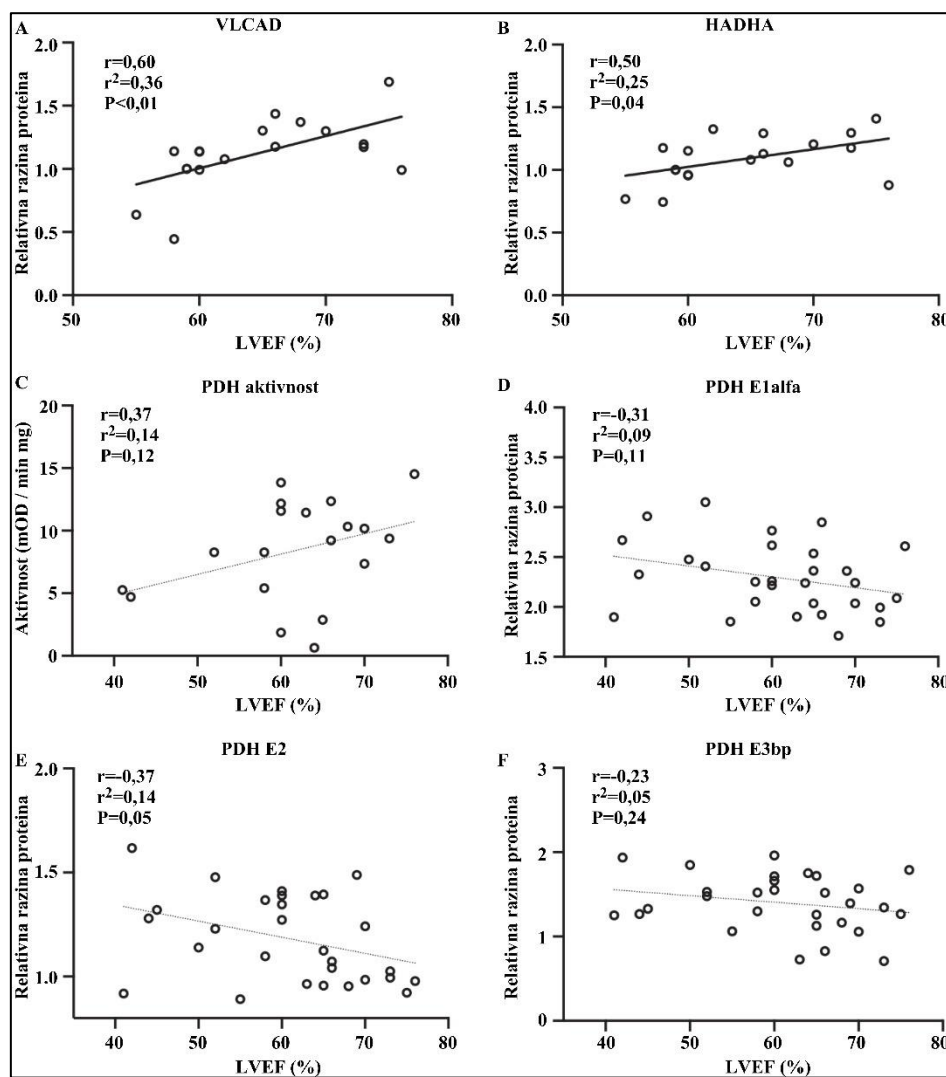 A
VLCAD
r=0,60
r²=0,36
P<0,01
Relativna razina proteina
2.0
1.5
1.0
0.5
0.0
50
60
70
80
LVEF (%)
B
HADHA
r=0,50
r²=0,25
P=0,04
Relativna razina proteina
2.0
1.5
1.0
0.5
0.0
50
60
70
80
LVEF (%)
C
PDH aktivnost
r=0,37
r²=0,14
P=0,12
Aktivnost (mOD / min mg)
20
15
10
5
0
40
50
60
70
80
LVEF (%)
D
PDH E1alfa
r=-0,31
r²=0,09
P=0,11
Relativna razina proteina
4.0
3.5
3.0
2.5
2.0
1.5
40
50
60
70
80
LVEF (%)
E
PDH E2
r=-0,37
r²=0,14
P=0,05
Relativna razina proteina
2.0
1.5
1.0
40
50
60
70
80
LVEF (%)
F
PDH E3bp
r=-0,23
r²=0,05
P=0,24
Relativna razina proteina
3
2
1
0
40
50
60
70
80
LVEF (%)